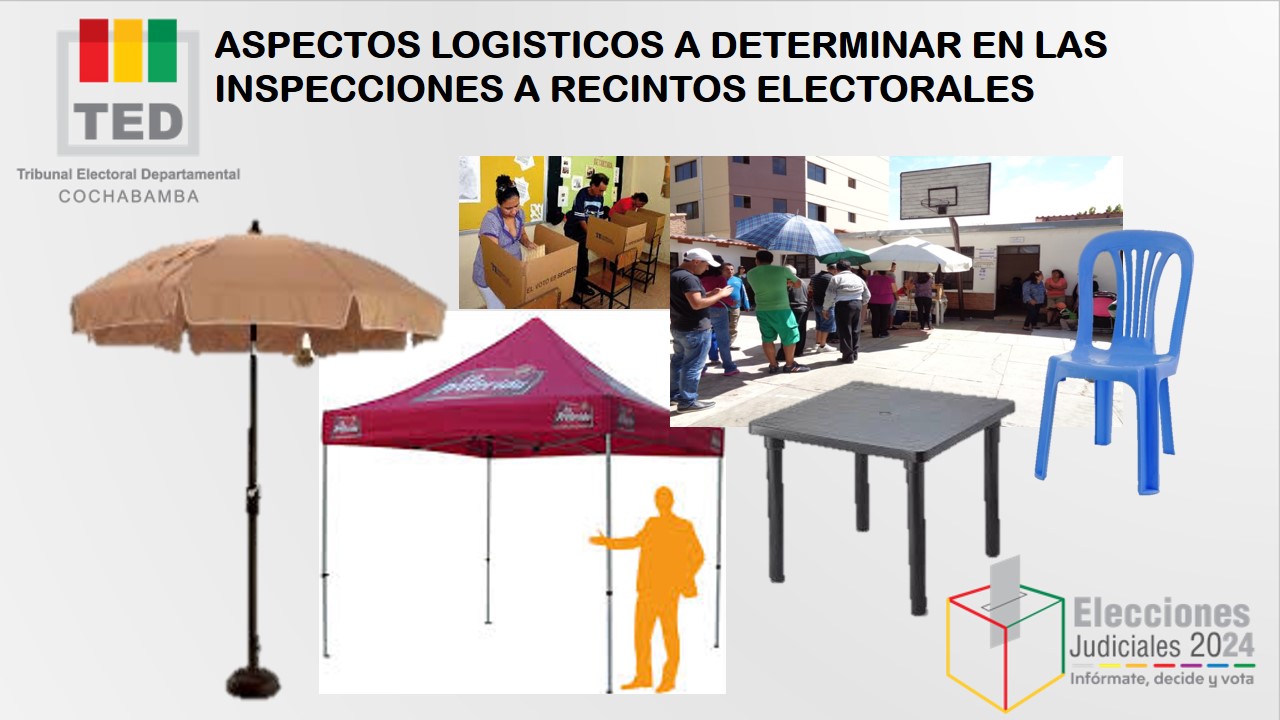 ASPECTOS LOGISTICOS A DETERMINAR EN LAS
INSPECCIONES A RECINTOS ELECTORALES
TED
Tribunal Electoral Departamental
COCHABAMBA
EL VOTO ES SECRETO
Elecciones
Judiciales 2024
Infórmate, decide y vota